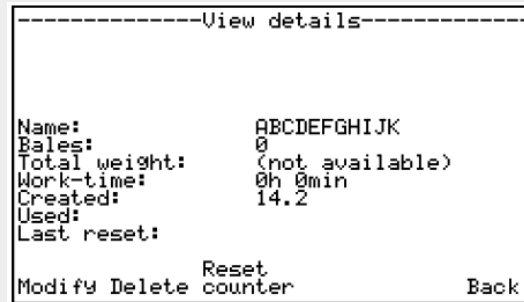 --------------View details-------------
Name: ABCDEFGHIJK
Bales: 0
Total weight: (not available)
Work-time: 0h 0min
Created: 14.2
Used:
Last reset:
Reset
Modify Delete counter Back